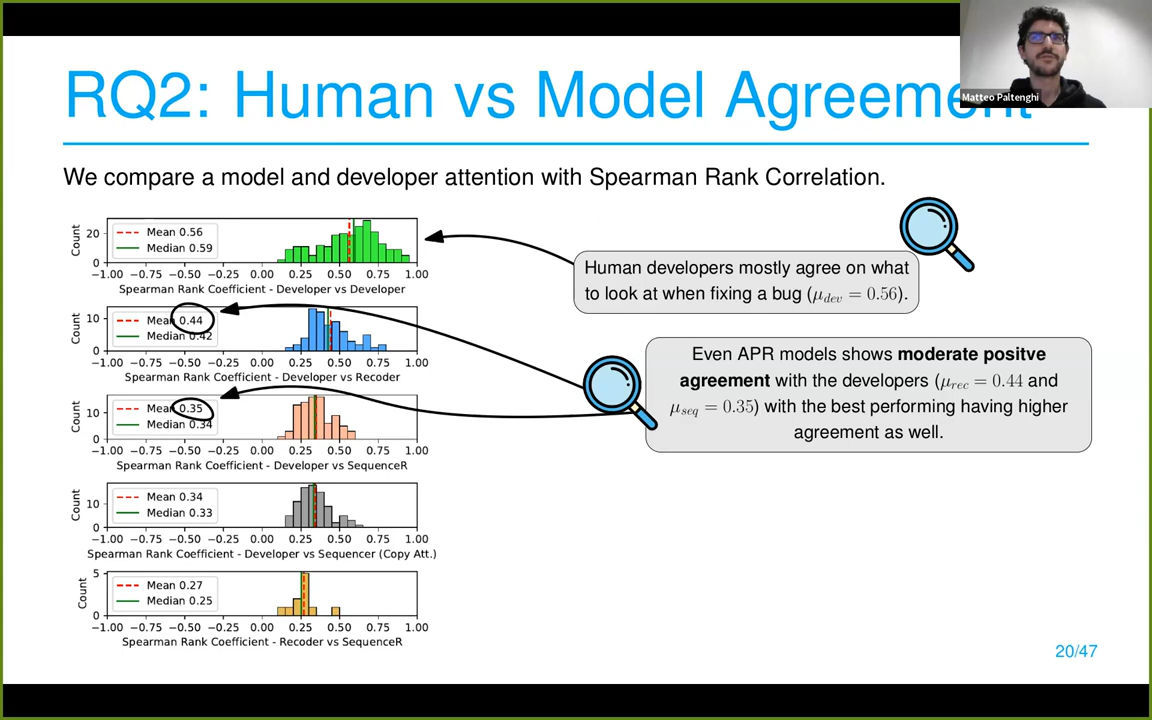 Matteo Paltenghi
RQ2: Human vs Model Agreement
We compare a model and developer attention with Spearman Rank Correlation.
Count
20
0
Mean 0.56
Median 0.59
−1.00 −0.75 −0.50 −0.25 0.00 0.25 0.50 0.75 1.00
Spearman Rank Coefficient - Developer vs Developer
Human developers mostly agree on what
to look at when fixing a bug (μdev = 0.56).
Count
10
0
Mean 0.44
Median 0.42
−1.00 −0.75 −0.50 −0.25 0.00 0.25 0.50 0.75 1.00
Spearman Rank Coefficient - Developer vs Recoder
Even APR models shows moderate positve
agreement with the developers (μrec = 0.44 and
μseq = 0.35) with the best performing having higher
agreement as well.
Count
10
0
Mean 0.35
Median 0.34
−1.00 −0.75 −0.50 −0.25 0.00 0.25 0.50 0.75 1.00
Spearman Rank Coefficient - Developer vs SequenceR
Count
10
0
Mean 0.34
Median 0.33
−1.00 −0.75 −0.50 −0.25 0.00 0.25 0.50 0.75 1.00
Spearman Rank Coefficient - Developer vs Sequencer (Copy Att.)
Count
5
0
Mean 0.27
Median 0.25
−1.00 −0.75 −0.50 −0.25 0.00 0.25 0.50 0.75 1.00
Spearman Rank Coefficient - Recoder vs SequenceR
20/47